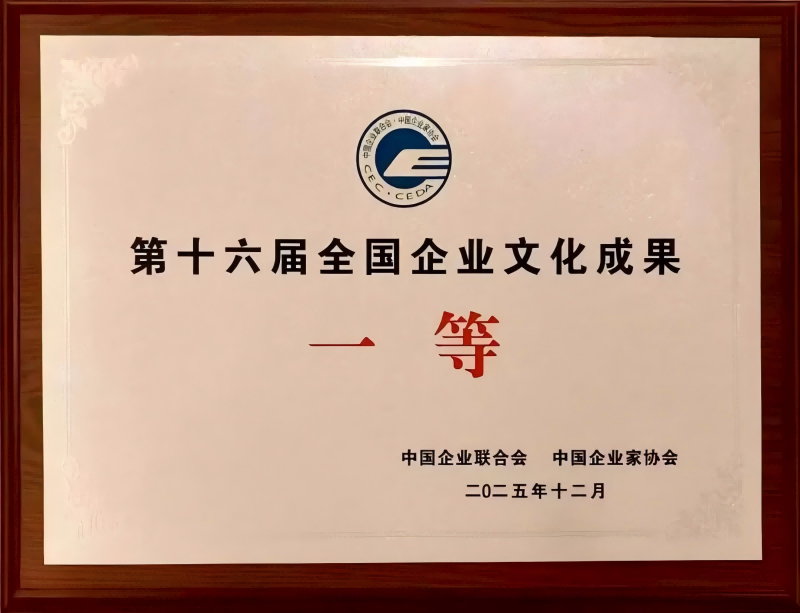 中国企业联合会·中国企业家协会
CEC·CEDA
第十六届全国企业文化成果
一等
中国企业联合会 中国企业家协会
二0二五年十二月